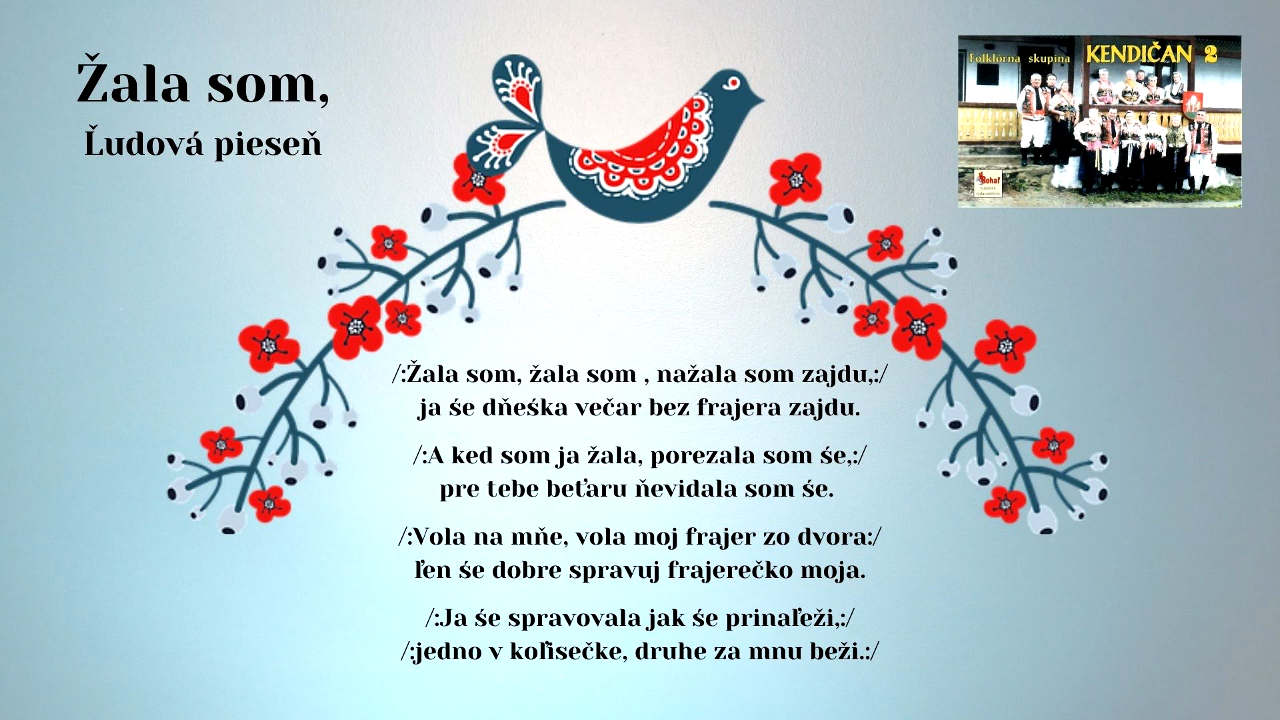 Žala som,
Ľudová pieseň
Folklórna skupina KENDIČAN 2
Bohaľ
/:Žala som, žala som , nažala som zajdu,:/
ja śe dňeśka večar bez frajera zajdu.
/:A ked som ja žala, porezala som śe,:/
pre tebe beťaru ňevidala som śe.
/:Vola na mňe, vola moj frajer zo dvora:/
ľen śe dobre spravuj frajerečko moja.
/:Ja śe spravovala jak śe prinaľeži,:/
/:jedno v koľisečke, druhe za mnu beži.:/